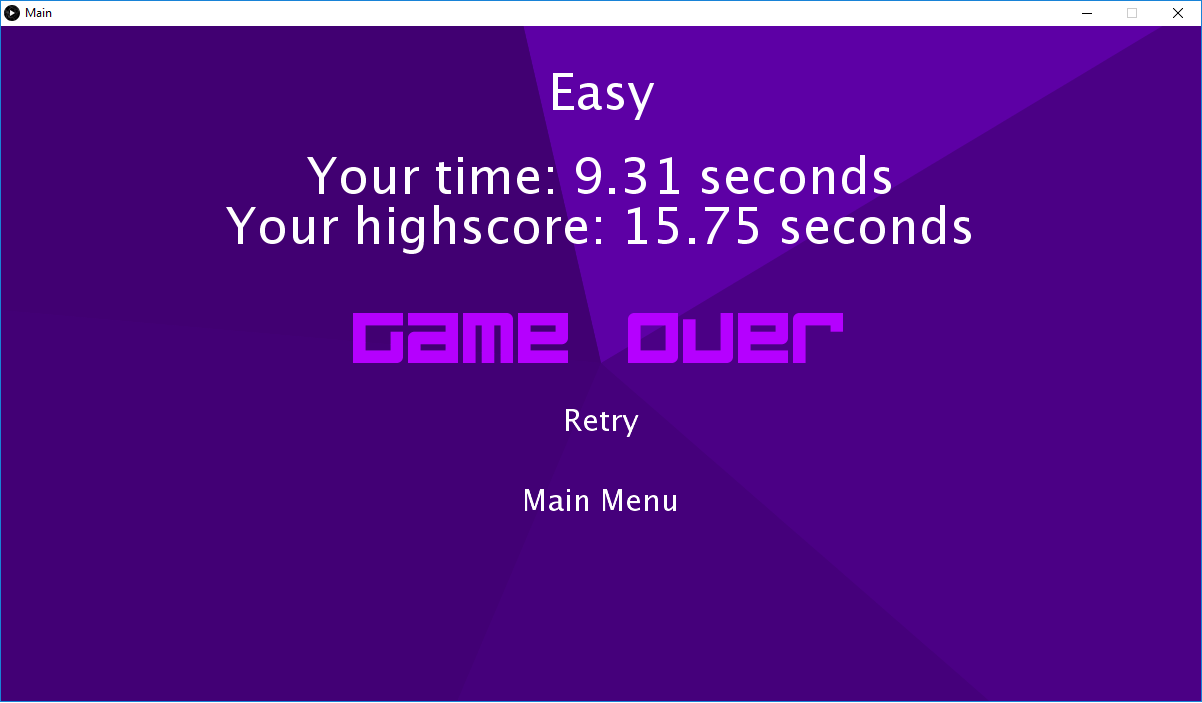 Main
Easy
Your time: 9.31 seconds
Your highscore: 15.75 seconds
Game Over
Retry
Main Menu